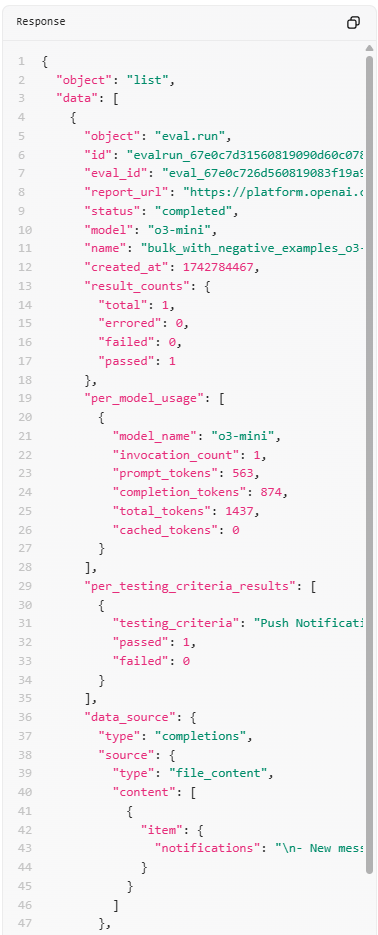 Response
1 {
2 "object": "list",
3 "data": [
4 {
5 "object": "eval.run",
6 "id": "evalrun_67e0c7d31560819090d60c078
7 "eval_id": "eval_67e0c726d560819083f19a9
8 "report_url": "https://platform.openai.c
9 "status": "completed",
10 "model": "o3-mini",
11 "name": "bulk_with_negative_examples_o3-
12 "created_at": 1742784467,
13 "result_counts": {
14 "total": 1,
15 "errored": 0,
16 "failed": 0,
17 "passed": 1
18 },
19 "per_model_usage": [
20 {
21 "model_name": "o3-mini",
22 "invocation_count": 1,
23 "prompt_tokens": 563,
24 "completion_tokens": 874,
25 "total_tokens": 1437,
26 "cached_tokens": 0
27 }
28 ],
29 "per_testing_criteria_results": [
30 {
31 "testing_criteria": "Push Notificati
32 "passed": 1,
33 "failed": 0
34 }
35 ],
36 "data_source": {
37 "type": "completions",
38 "source": {
39 "type": "file_content",
40 "content": [
41 {
42 "item": {
43 "notifications": "\n- New mess
44 }
45 }
46 ]
47 },